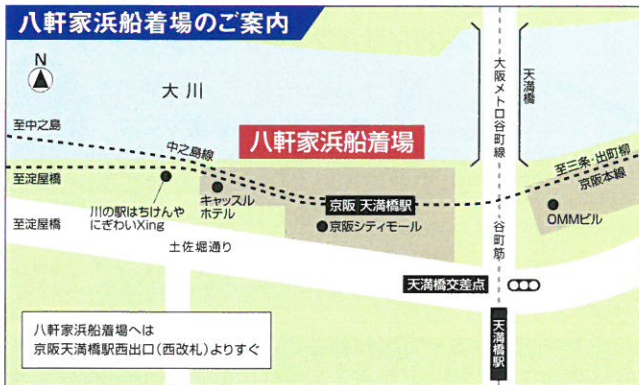 八軒家浜船着場のご案内
N
大川
大阪メトロ谷町線
天満橋
至中之島
中之島線
八軒家浜船着場
至三条・出町柳
京阪本線
至淀屋橋
川の駅はちけんや
にぎわいXing
キャッスル
ホテル
京阪 天満橋駅
京阪シティモール
OMMビル
至淀屋橋
土佐堀通り
谷町筋
天満橋交差点
天満橋駅
八軒家浜船着場へは
京阪天満橋駅西出口(西改札)よりすぐ